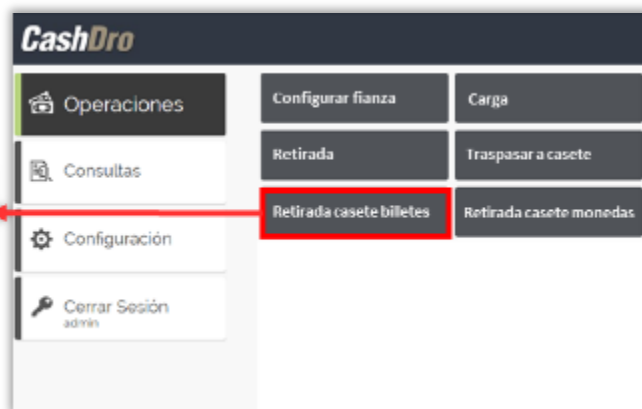 CashDro
Operaciones
Consultas
Configuración
Cerrar Sesión
admin
Configurar fianza
Carga
Retirada
Traspasar a casete
Retirada casete billetes
Retirada casete monedas